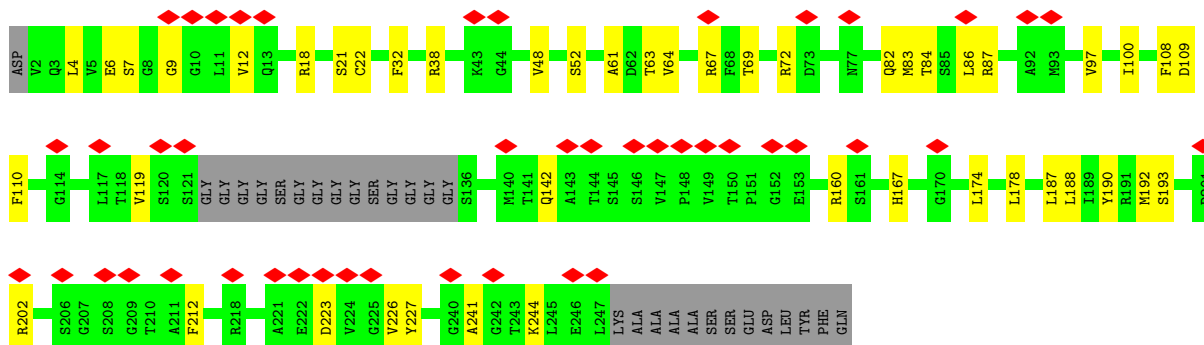 ASP V2 Q3 L4 V5 E6 S7 G8 G9 G10 L11 V12 Q13 R18 S21 C22 F32 R38 K43 G44 V48 S52 A61 D62 T63 V64 R67 F68 T69 R72 D73 N77 Q82 M83 T84 S85 L86 R87 A92 M93 V97 I100 F108 D109
F110 G114 L117 T118 V119 S120 S121 GLY GLY GLY GLY SER GLY GLY GLY GLY SER GLY GLY GLY GLY S136 M140 T141 Q142 A143 T144 S145 S146 V147 P148 V149 T150 P151 G152 E153 R160 S161 H167 G170 L174 L178 L187 L188 I189 Y190 R191 M192 S193
R202 S206 G207 S208 G209 T210 A211 F212 R218 A221 E222 D223 V224 G225 V226 Y227 G240 A241 G242 T243 K244 L245 E246 L247 LYS ALA ALA ALA ALA SER SER GLU ASP LEU TYR PHE GLN